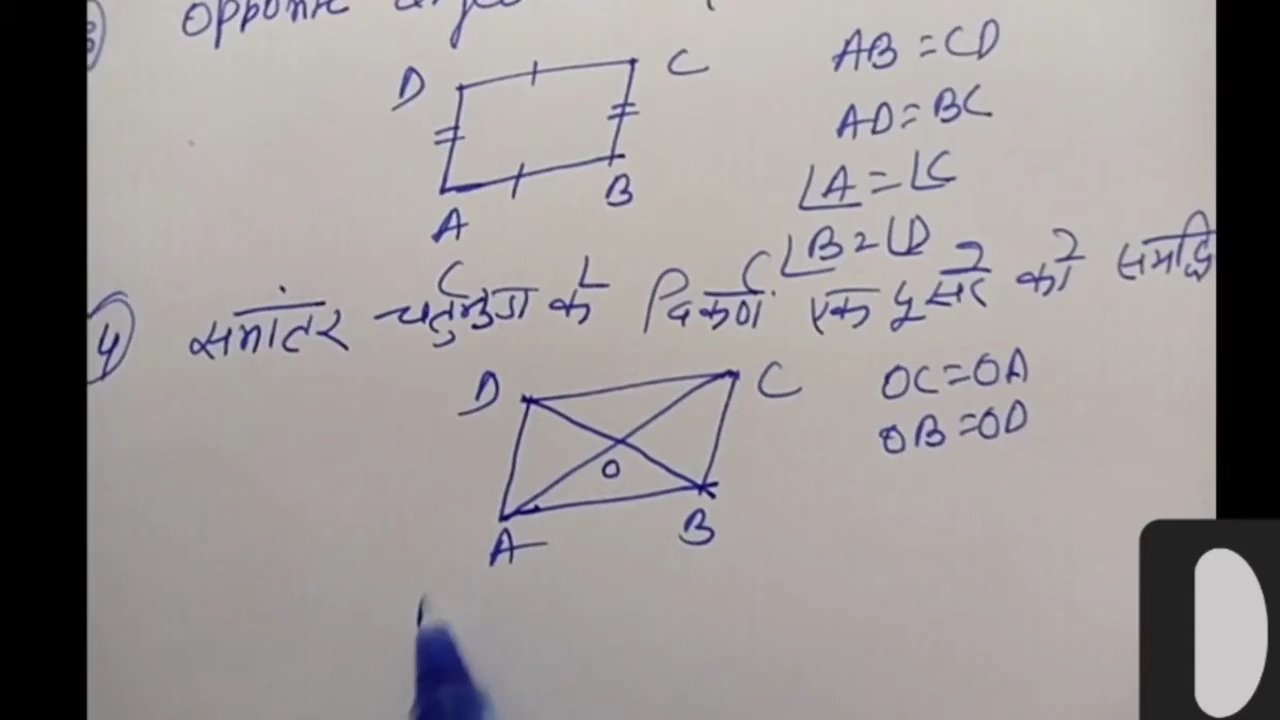 Opposite
D C
AB = CD
AD = BC
∠A = ∠C
A B
∠B = ∠D
4 समांतर चतुर्भुज के विकर्ण एक दूसरे को समद्वि
D C
OC = OA
OB = OD
O
A B